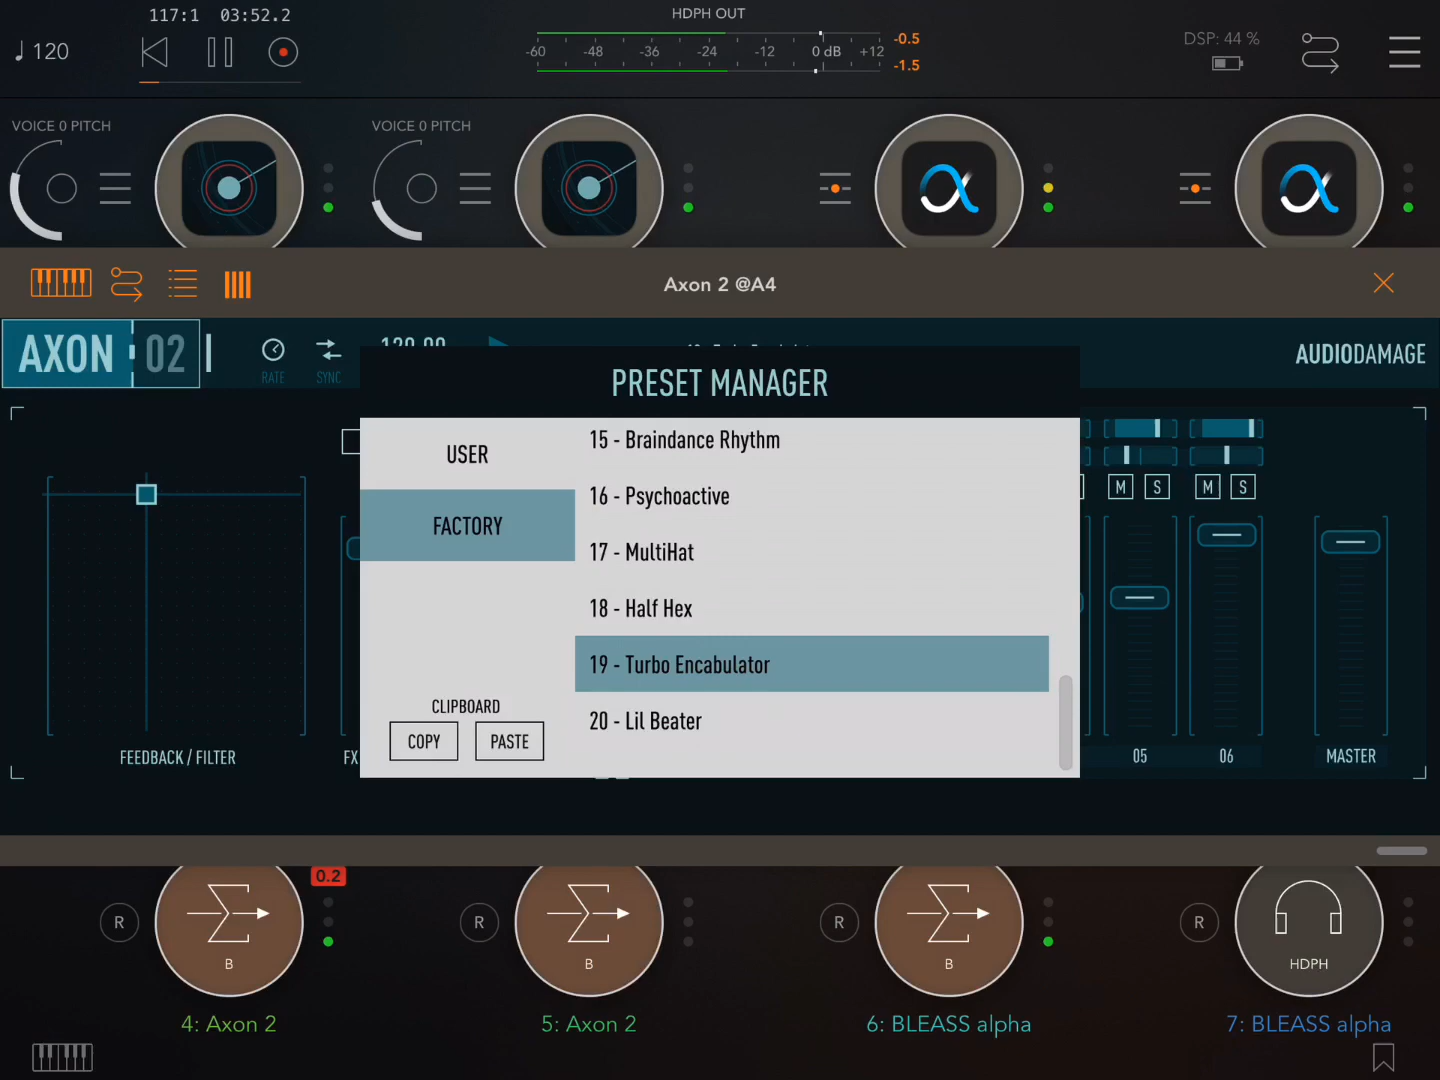 117:1 03:52.2
HDPH OUT
120
-60 -48 -36 -24 -12 0 dB +12
-0.5
-1.5
DSP: 44 %
VOICE 0 PITCH
VOICE 0 PITCH
Axon 2 @A4
AXON 02
RATE
SYNC
120.00
AUDIODAMAGE
PRESET MANAGER
USER
FACTORY
15 - Braindance Rhythm
16 - Psychoactive
17 - MultiHat
18 - Half Hex
19 - Turbo Encabulator
20 - Lil Beater
CLIPBOARD
COPY
PASTE
M S
M S
FEEDBACK / FILTER
FX
05
06
MASTER
0.2
R
B
R
B
R
B
R
HDPH
4: Axon 2
5: Axon 2
6: BLEASS alpha
7: BLEASS alpha